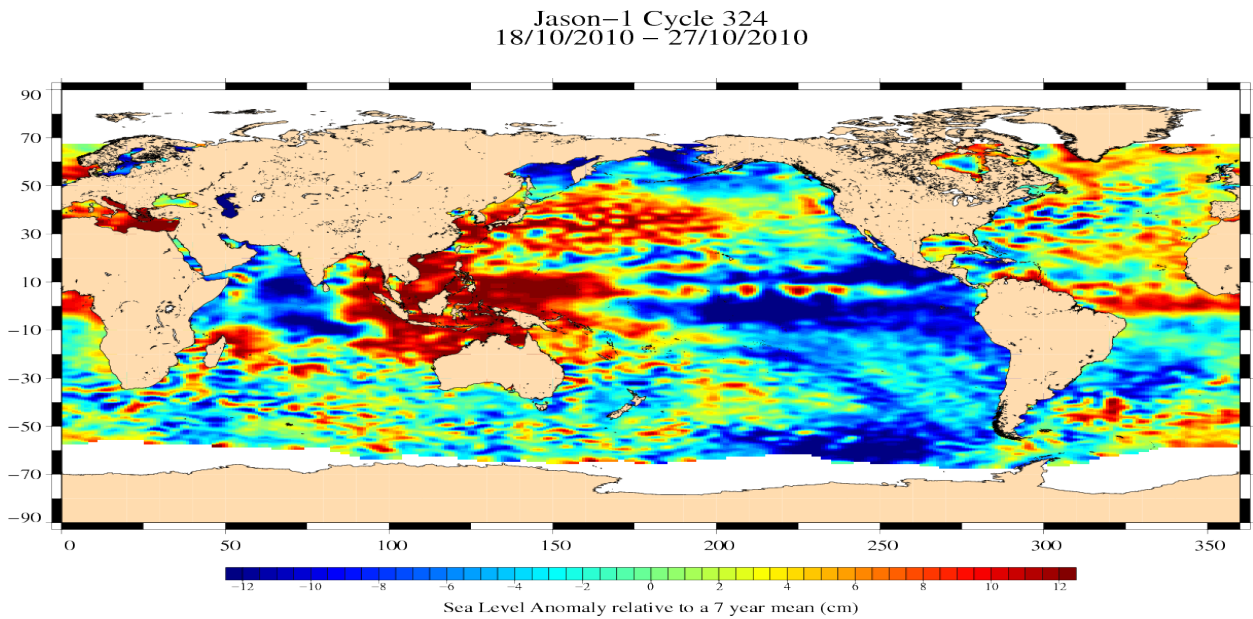 Jason−1 Cycle 324
18/10/2010 − 27/10/2010
90
70
50
30
10
−10
−30
−50
−70
−90
0 50 100 150 200 250 300 350
−12 −10 −8 −6 −4 −2 0 2 4 6 8 10 12
Sea Level Anomaly relative to a 7 year mean (cm)